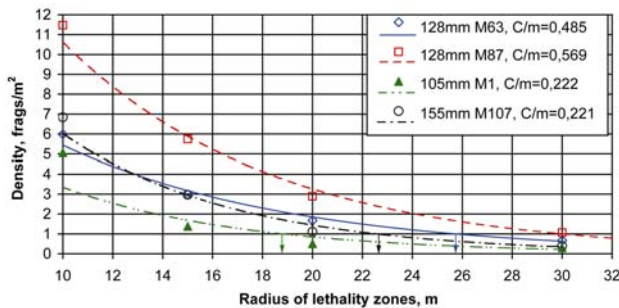 Density, frags/m²
12
11
10
9
8
7
6
5
4
3
2
1
0
128mm M63, C/m=0,485
128mm M87, C/m=0,569
105mm M1, C/m=0,222
155mm M107, C/m=0,221
10 12 14 16 18 20 22 24 26 28 30 32
Radius of lethality zones, m